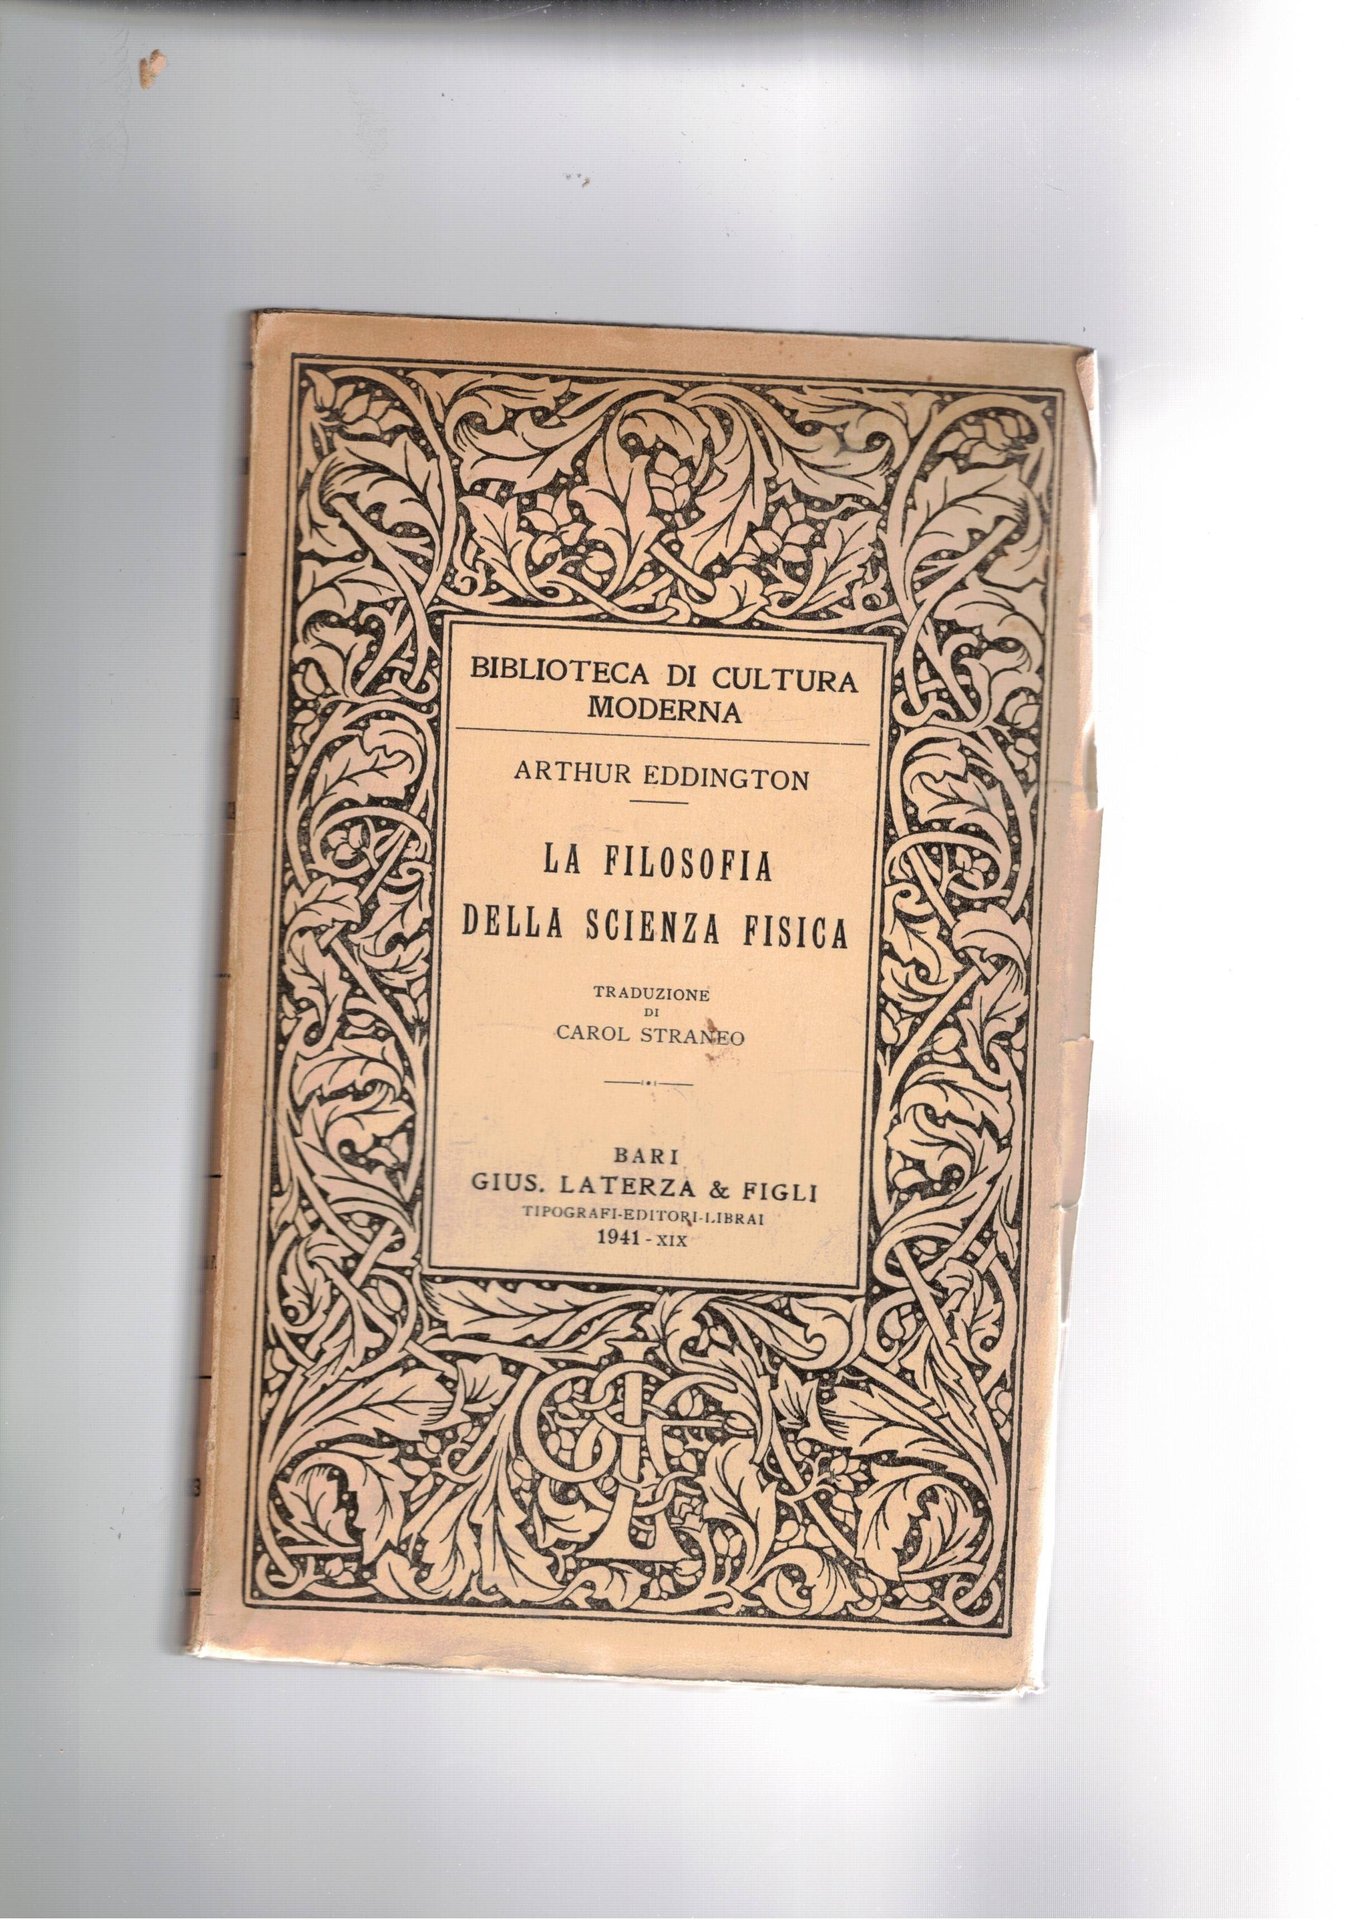 BIBLIOTECA DI CULTURA
MODERNA
ARTHUR EDDINGTON
LA FILOSOFIA
DELLA SCIENZA FISICA
TRADUZIONE
DI
CAROL STRANEO
BARI
GIUS. LATERZA & FIGLI
TIPOGRAFI-EDITORI-LIBRAI
1941 - XIX